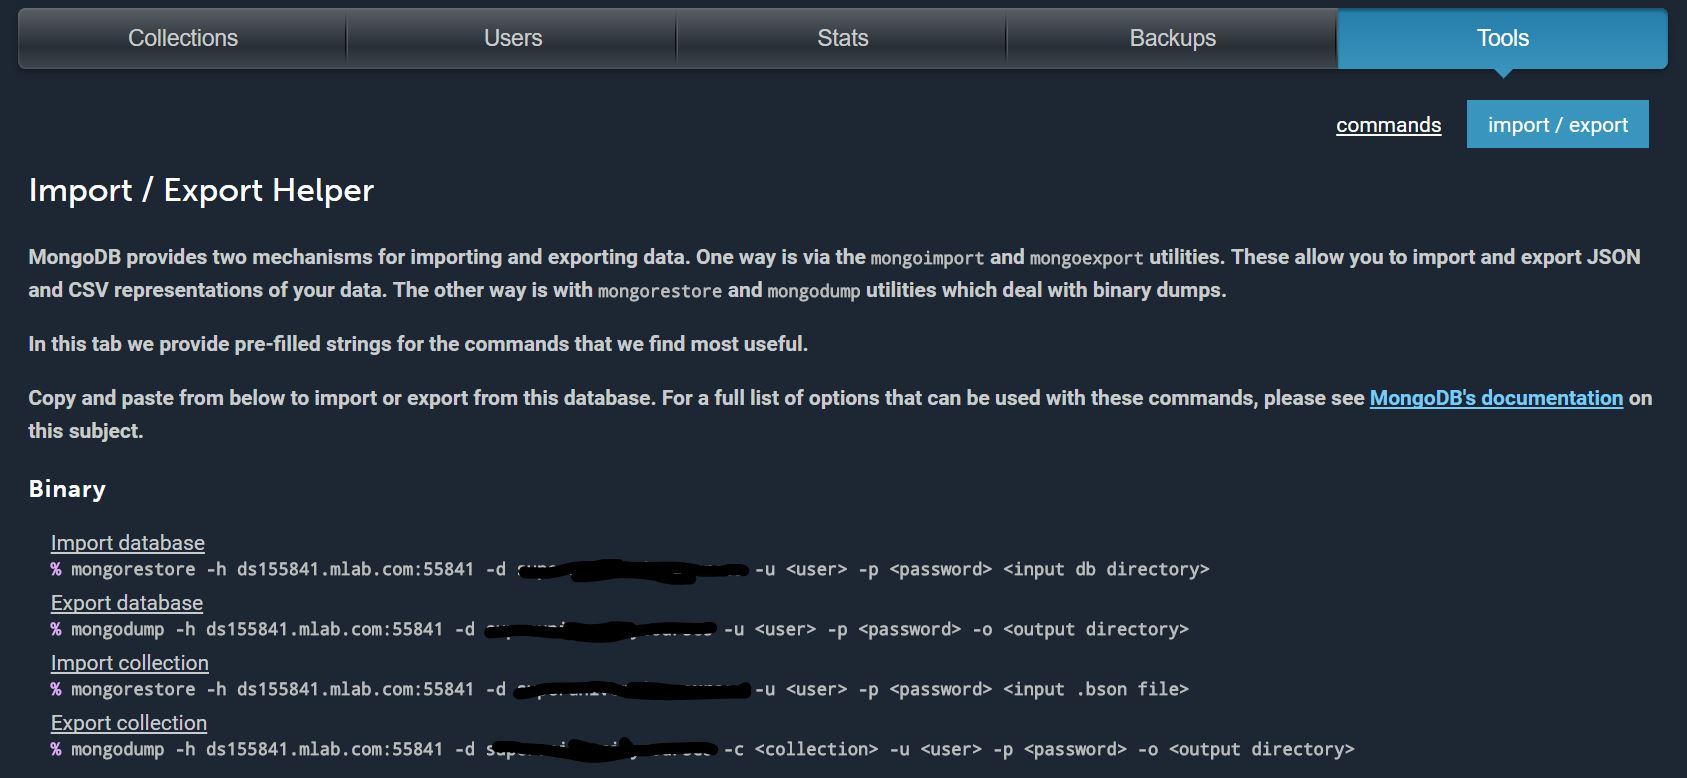 Collections Users Stats Backups Tools
commands import / export
Import / Export Helper
MongoDB provides two mechanisms for importing and exporting data. One way is via the mongoimport and mongoexport utilities. These allow you to import and export JSON
and CSV representations of your data. The other way is with mongorestore and mongodump utilities which deal with binary dumps.
In this tab we provide pre-filled strings for the commands that we find most useful.
Copy and paste from below to import or export from this database. For a full list of options that can be used with these commands, please see MongoDB's documentation on
this subject.
Binary
Import database
% mongorestore -h ds155841.mlab.com:55841 -d -u <user> -p <password> <input db directory>
Export database
% mongodump -h ds155841.mlab.com:55841 -d -u <user> -p <password> -o <output directory>
Import collection
% mongorestore -h ds155841.mlab.com:55841 -d -u <user> -p <password> <input .bson file>
Export collection
% mongodump -h ds155841.mlab.com:55841 -d -c <collection> -u <user> -p <password> -o <output directory>